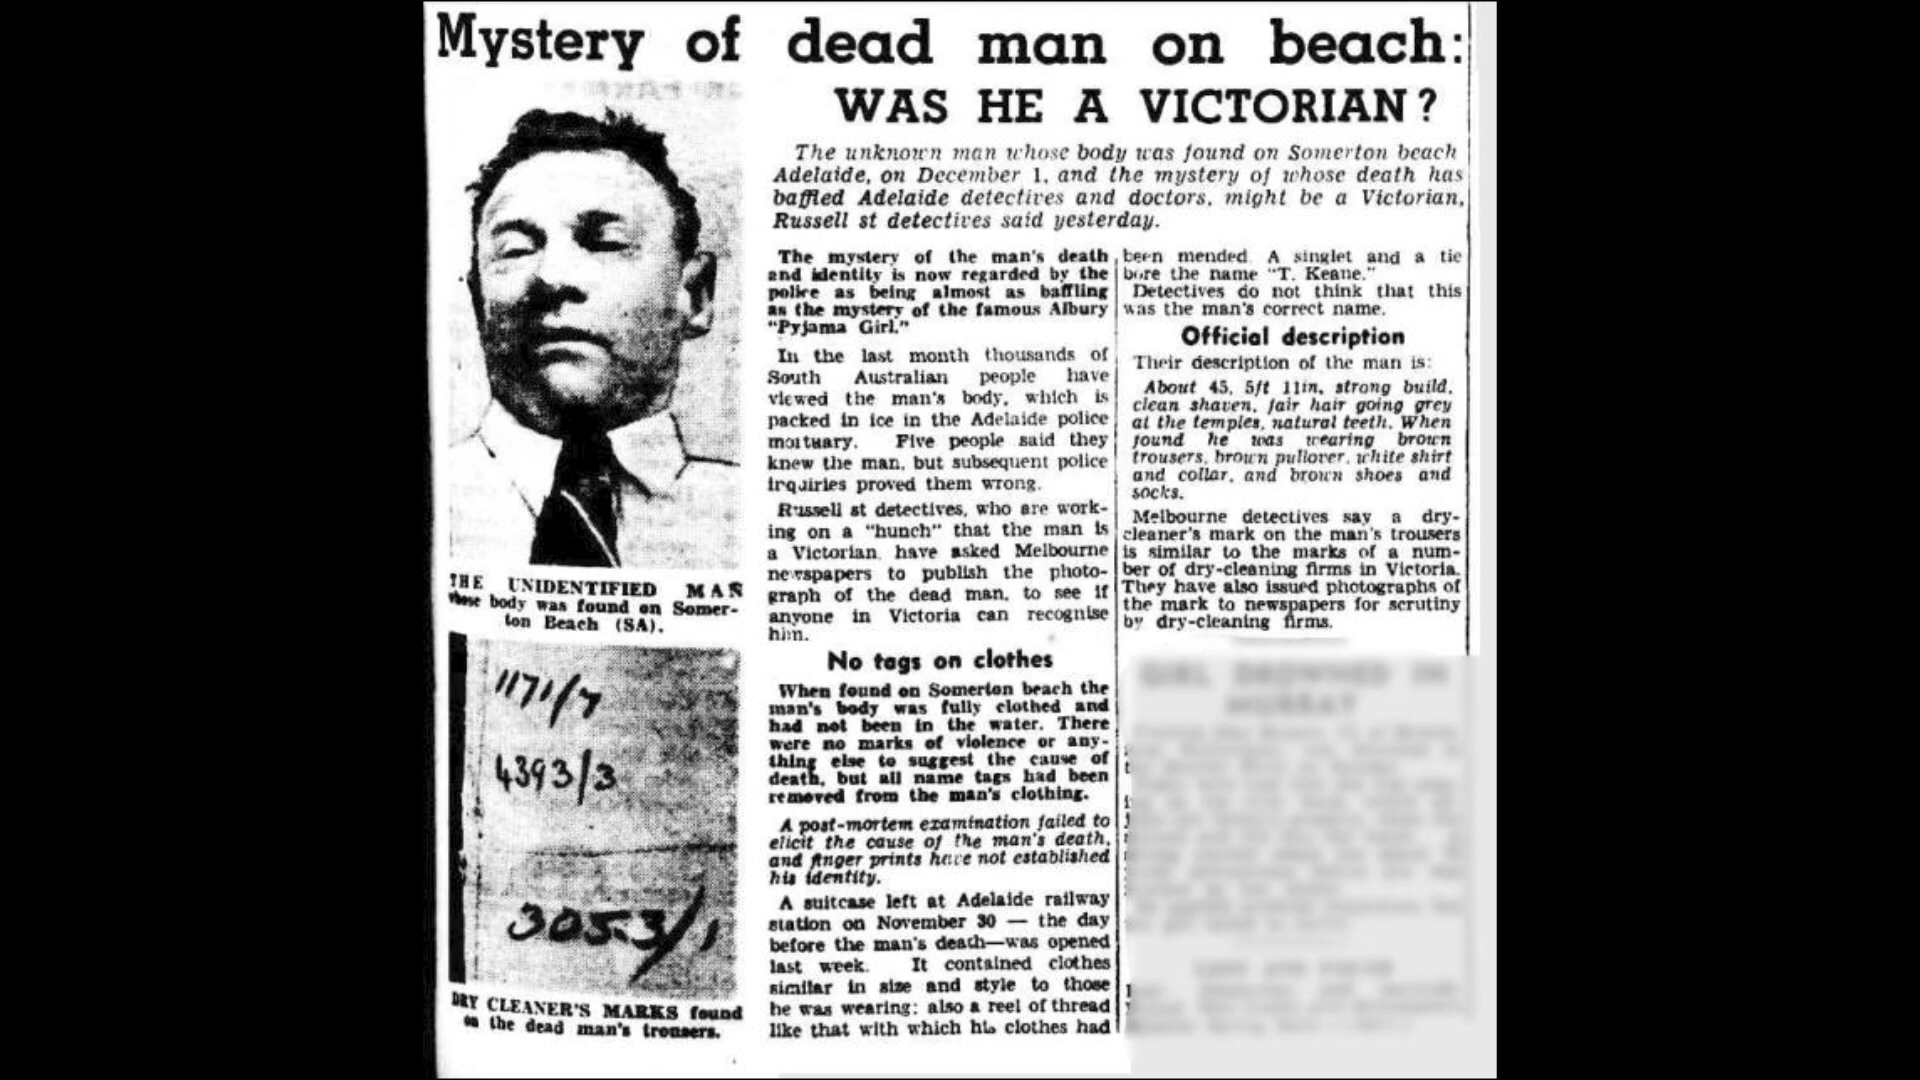 Mystery of dead man on beach:
WAS HE A VICTORIAN?
The unknown man whose body was found on Somerton beach
Adelaide, on December 1, and the mystery of whose death has
baffled Adelaide detectives and doctors, might be a Victorian,
Russell st detectives said yesterday.
THE UNIDENTIFIED MAN
whose body was found on Somer-
ton Beach (SA).
1171/7
4393/3
3053/1
DRY CLEANER'S MARKS found
on the dead man's trousers.
The mystery of the man's death
and identity is now regarded by the
police as being almost as baffling
as the mystery of the famous Albury
"Pyjama Girl."
In the last month thousands of
South Australian people have
viewed the man's body, which is
packed in ice in the Adelaide police
mortuary. Five people said they
knew the man, but subsequent police
inquiries proved them wrong.
Russell st detectives, who are work-
ing on a "hunch" that the man is
a Victorian, have asked Melbourne
newspapers to publish the photo-
graph of the dead man, to see if
anyone in Victoria can recognise
him.
No tags on clothes
When found on Somerton beach the
man's body was fully clothed and
had not been in the water. There
were no marks of violence or any-
thing else to suggest the cause of
death, but all name tags had been
removed from the man's clothing.
A post-mortem examination failed to
elicit the cause of the man's death,
and finger prints have not established
his identity.
A suitcase left at Adelaide railway
station on November 30 — the day
before the man's death—was opened
last week. It contained clothes
similar in size and style to those
he was wearing; also a reel of thread
like that with which his clothes had
been mended. A singlet and a tie
bore the name "T. Keane."
Detectives do not think that this
was the man's correct name.
Official description
Their description of the man is:
About 45, 5ft 11in, strong build,
clean shaven, fair hair going grey
at the temples, natural teeth. When
found he was wearing brown
trousers, brown pullover, white shirt
and collar, and brown shoes and
socks.
Melbourne detectives say a dry-
cleaner's mark on the man's trousers
is similar to the marks of a num-
ber of dry-cleaning firms in Victoria.
They have also issued photographs of
the mark to newspapers for scrutiny
by dry-cleaning firms.
GIRL DROWNED IN
MURRAY